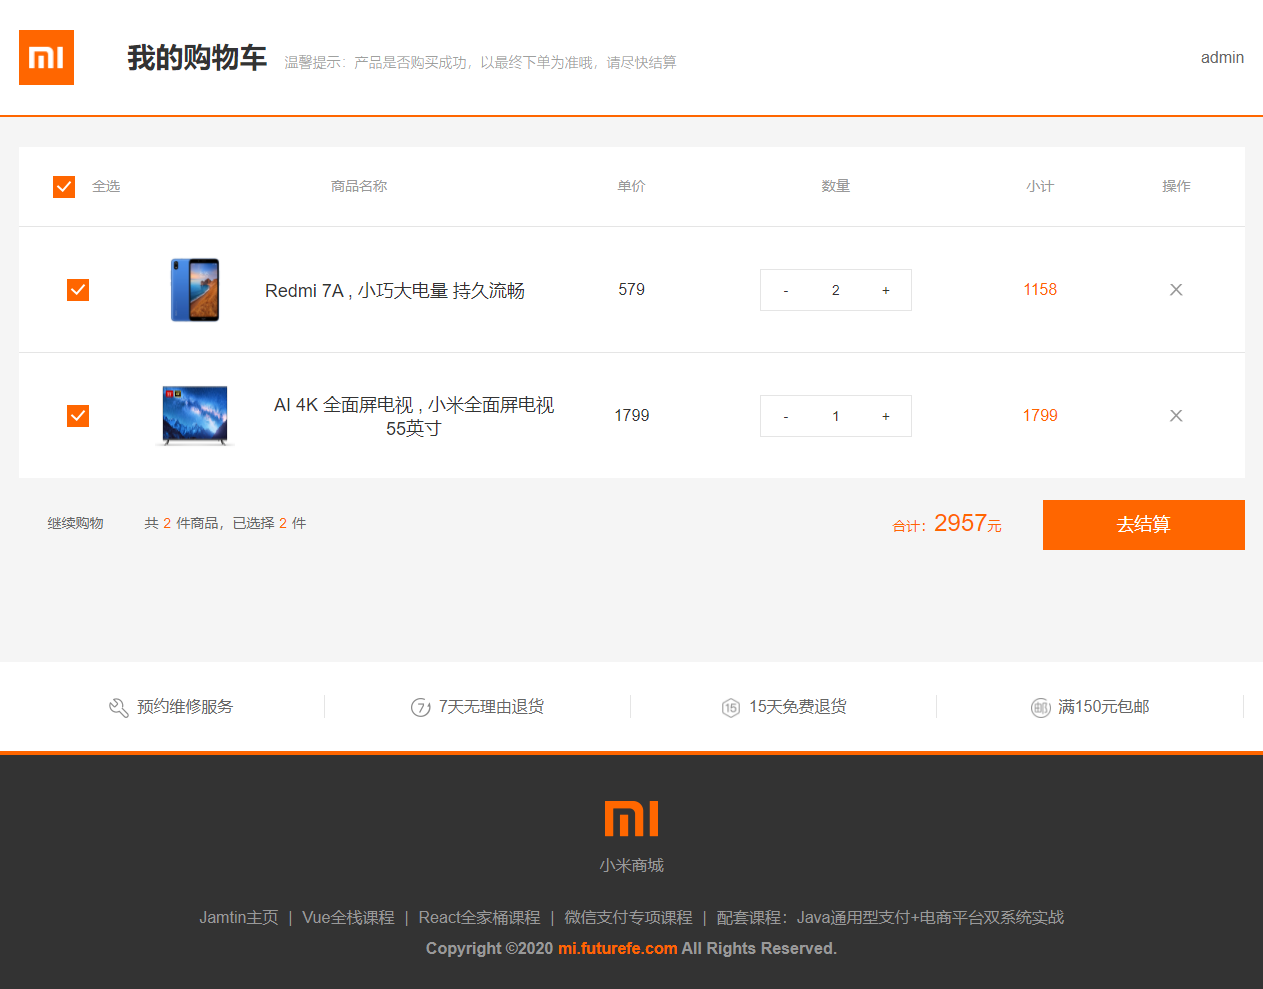 我的购物车 温馨提示：产品是否购买成功，以最终下单为准哦，请尽快结算 admin
全选 商品名称 单价 数量 小计 操作
Redmi 7A , 小巧大电量 持久流畅 579 - 2 + 1158
AI 4K 全面屏电视 , 小米全面屏电视
55英寸 1799 - 1 + 1799
继续购物 共 2 件商品，已选择 2 件 合计：2957元 去结算
预约维修服务 7天无理由退货 15天免费退货 满150元包邮
小米商城
Jamtin主页 | Vue全栈课程 | React全家桶课程 | 微信支付专项课程 | 配套课程：Java通用型支付+电商平台双系统实战
Copyright ©2020 mi.futurefe.com All Rights Reserved.